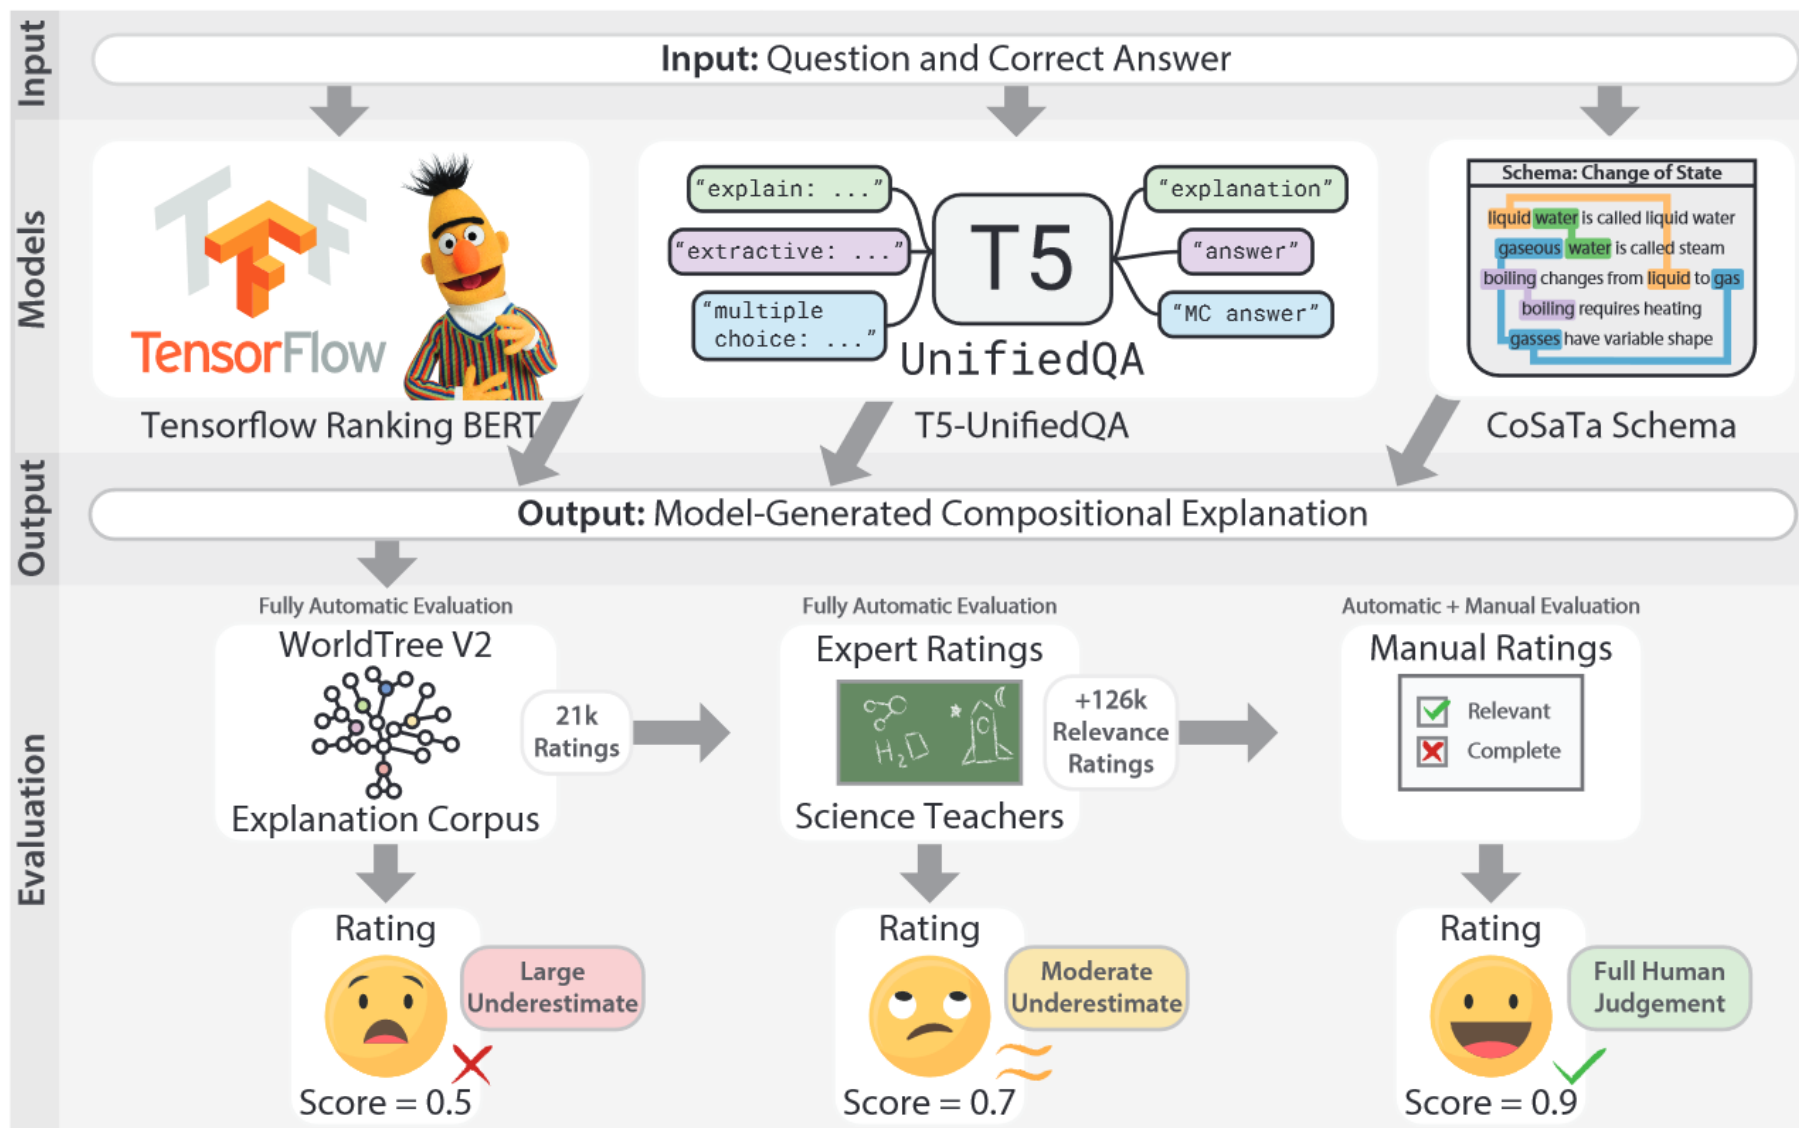 Input
Input: Question and Correct Answer
Models
TensorFlow
Tensorflow Ranking BERT
"explain: ..."
"extractive: ..."
"multiple
choice: ..."
T5
"explanation"
"answer"
"MC answer"
UnifiedQA
T5-UnifiedQA
Schema: Change of State
liquid water is called liquid water
gaseous water is called steam
boiling changes from liquid to gas
boiling requires heating
gasses have variable shape
CoSaTa Schema
Output
Output: Model-Generated Compositional Explanation
Evaluation
Fully Automatic Evaluation
WorldTree V2
Explanation Corpus
21k
Ratings
Fully Automatic Evaluation
Expert Ratings
H₂O
C
Science Teachers
+126k
Relevance
Ratings
Automatic + Manual Evaluation
Manual Ratings
Relevant
Complete
Rating
Large
Underestimate
Score = 0.5
Rating
Moderate
Underestimate
Score = 0.7
Rating
Full Human
Judgement
Score = 0.9